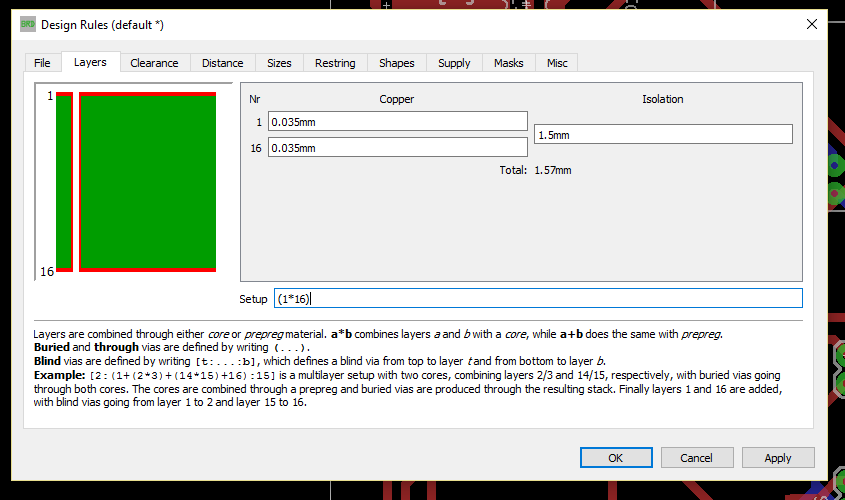 BRD Design Rules (default *)
File Layers Clearance Distance Sizes Restring Shapes Supply Masks Misc
1
16
Nr Copper Isolation
1 0.035mm
1.5mm
16 0.035mm
Total: 1.57mm
Setup (1*16)
Layers are combined through either core or prepreg material. a*b combines layers a and b with a core, while a+b does the same with prepreg.
Buried and through vias are defined by writing (...).
Blind vias are defined by writing [t:...:b], which defines a blind via from top to layer t and from bottom to layer b.
Example: [2:(1+(2*3)+(14*15)+16):15] is a multilayer setup with two cores, combining layers 2/3 and 14/15, respectively, with buried vias going
through both cores. The cores are combined through a prepreg and buried vias are produced through the resulting stack. Finally layers 1 and 16 are added,
with blind vias going from layer 1 to 2 and layer 15 to 16.
OK Cancel Apply